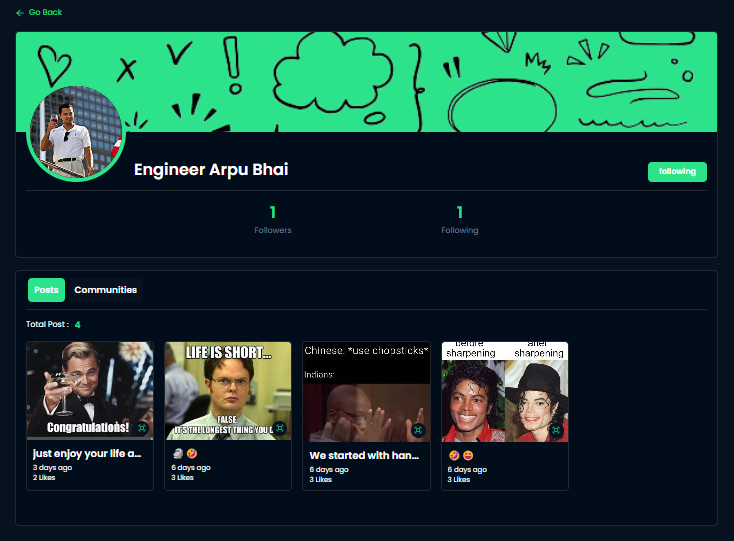 Go Back
My
Engineer Arpu Bhai
following
1
Followers
1
Following
Posts
Communities
Total Post : 4
Congratulations!
just enjoy your life a...
3 days ago
2 Likes
LIFE IS SHORT...
FALSE
IT'S THE LONGEST THING YOU
🤣
6 days ago
3 Likes
Chinese: *use chopsticks*
Indians:
We started with han...
6 days ago
3 Likes
before
sharpening
after
sharpening
🤣 😝
6 days ago
3 Likes